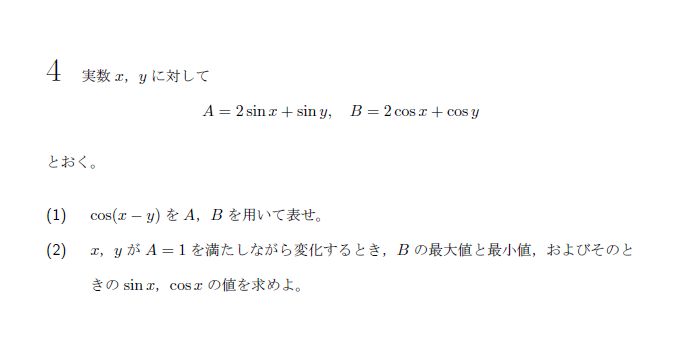 4 実数 x, y に対して
A = 2 sin x + sin y, B = 2 cos x + cos y
とおく。
(1) cos(x − y) を A, B を用いて表せ。
(2) x, y が A = 1 を満たしながら変化するとき, B の最大値と最小値, およびそのと
きの sin x, cos x の値を求めよ。